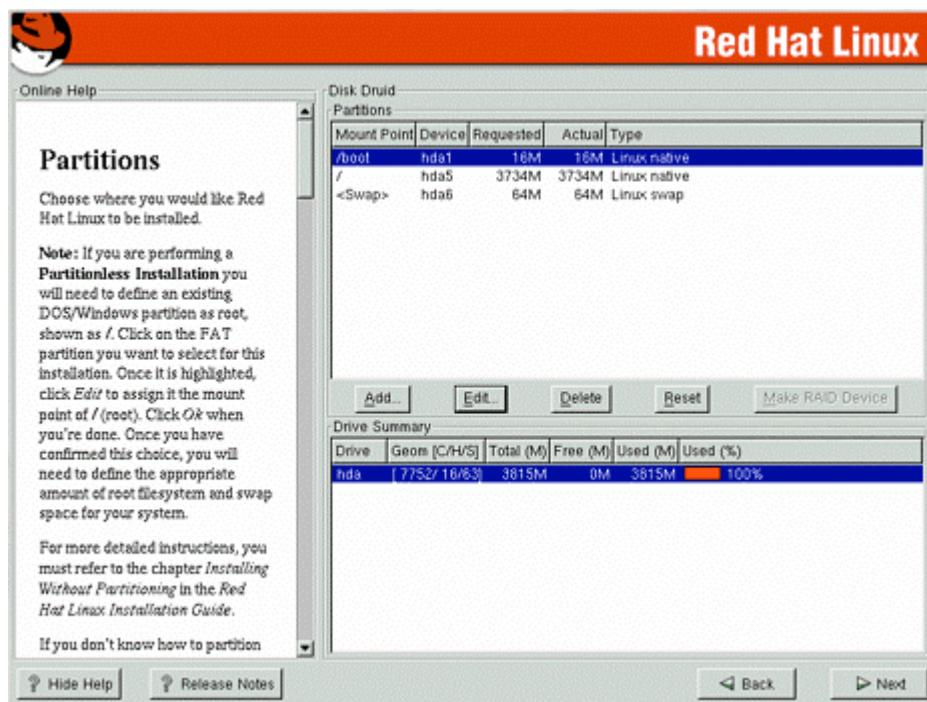 Red Hat Linux
Online Help
Partitions
Choose where you would like Red
Hat Linux to be installed.
Note: If you are performing a
Partitionless Installation you
will need to define an existing
DOS/Windows partition as root,
shown as /. Click on the FAT
partition you want to select for this
installation. Once it is highlighted,
click Edit to assign it the mount
point of / (root). Click Ok when
you're done. Once you have
confirmed this choice, you will
need to define the appropriate
amount of root filesystem and swap
space for your system.
For more detailed instructions, you
must refer to the chapter Installing
Without Partitioning in the Red
Hat Linux Installation Guide.
If you don't know how to partition
Disk Druid
Partitions
Mount Point Device Requested Actual Type
/boot hda1 16M 16M Linux native
/ hda5 3734M 3734M Linux native
<Swap> hda6 64M 64M Linux swap
Add... Edit... Delete Reset Make RAID Device
Drive Summary
Drive Geom [C/H/S] Total (M) Free (M) Used (M) Used (%)
hda [ 7752/ 16/63] 3815M 0M 3815M 100%
? Hide Help ? Release Notes Back Next